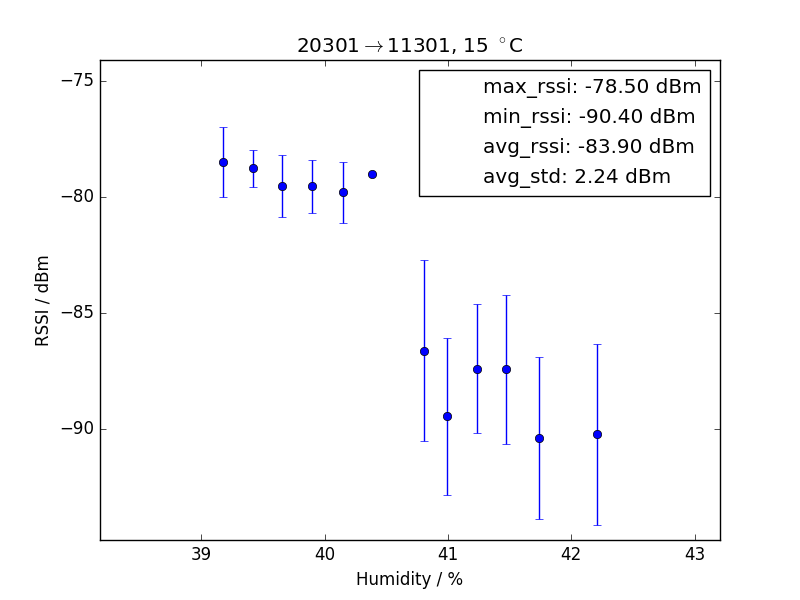 20301→11301, 15 °C
max_rssi: -78.50 dBm
min_rssi: -90.40 dBm
avg_rssi: -83.90 dBm
avg_std: 2.24 dBm
−75
−80
−85
−90
RSSI / dBm
39 40 41 42 43
Humidity / %